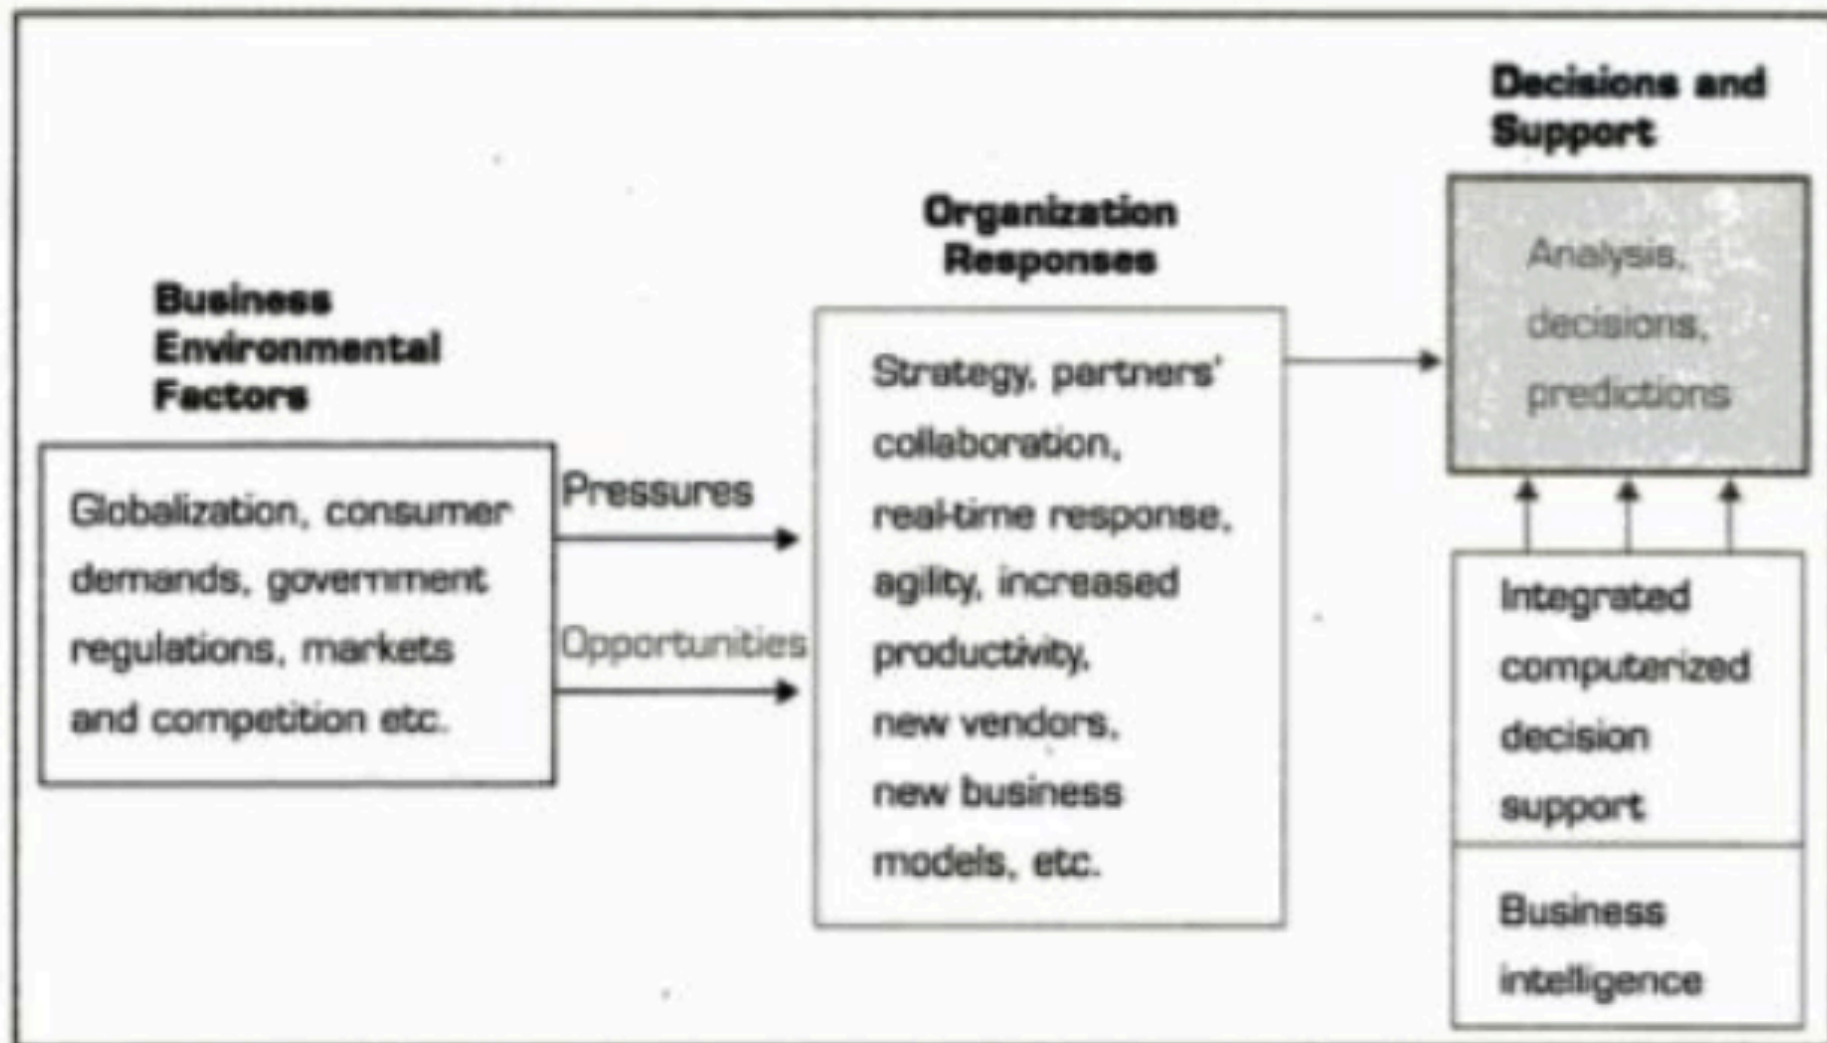 Business
Environmental
Factors
Globalization, consumer
demands, government
regulations, markets
and competition etc.
Pressures
Opportunities
Organization
Responses
Strategy, partners'
collaboration,
real-time response,
agility, increased
productivity,
new vendors,
new business
models, etc.
Decisions and
Support
Analysis,
decisions,
predictions
Integrated
computerized
decision
support
Business
intelligence